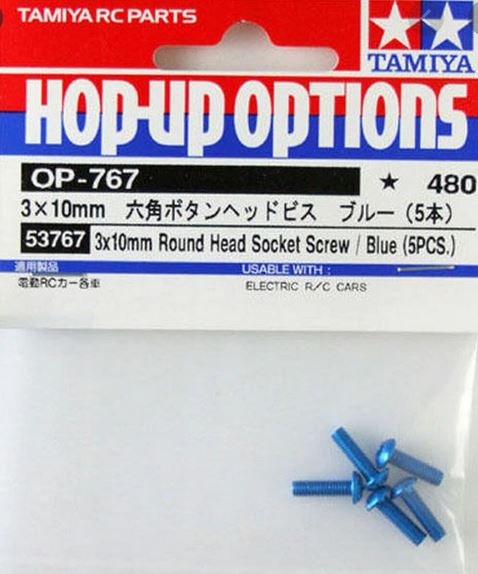 TAMIYA RC PARTS
TAMIYA
HOP-UP OPTIONS
OP-767 ★ 480
3×10mm 六角ボタンヘッドビス ブルー（5本）
53767 3x10mm Round Head Socket Screw / Blue (5PCS.)
適用製品 USABLE WITH :
電動RCカー各車 ELECTRIC R/C CARS